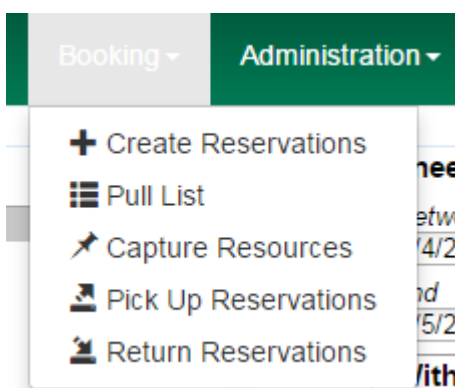 Booking
Administration
Create Reservations
Pull List
Capture Resources
Pick Up Reservations
Return Reservations